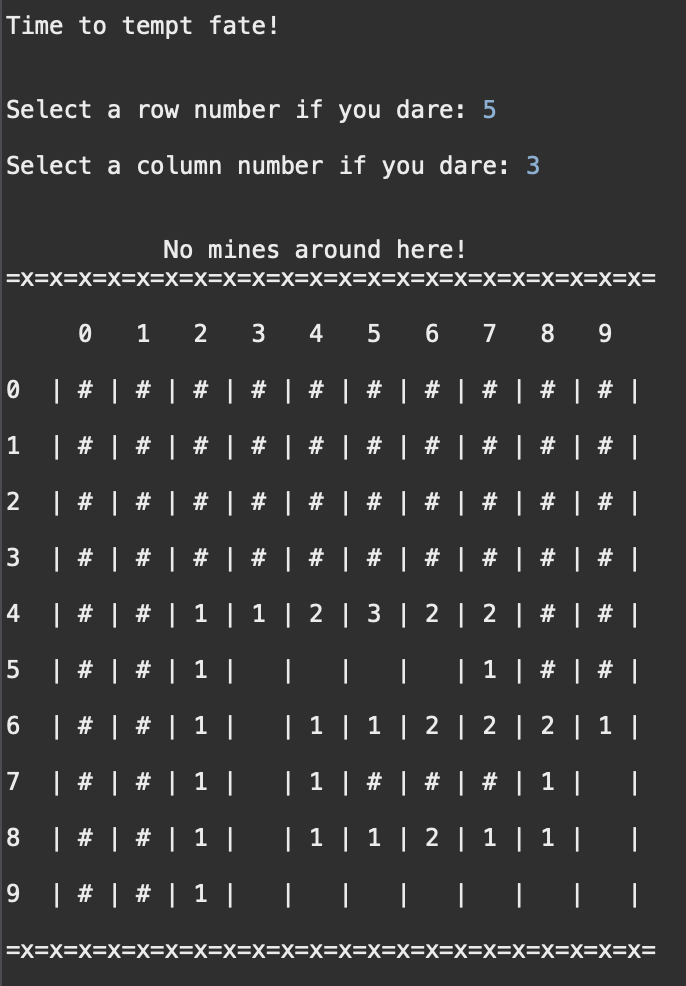 Time to tempt fate!
Select a row number if you dare: 5
Select a column number if you dare: 3
No mines around here!
=x=x=x=x=x=x=x=x=x=x=x=x=x=x=x=x=x=x=x=x=x=x=
0 1 2 3 4 5 6 7 8 9
0 | # | # | # | # | # | # | # | # | # | # |
1 | # | # | # | # | # | # | # | # | # | # |
2 | # | # | # | # | # | # | # | # | # | # |
3 | # | # | # | # | # | # | # | # | # | # |
4 | # | # | 1 | 1 | 2 | 3 | 2 | 2 | # | # |
5 | # | # | 1 |   |   |   |   | 1 | # | # |
6 | # | # | 1 |   | 1 | 1 | 2 | 2 | 2 | 1 |
7 | # | # | 1 |   | 1 | # | # | # | 1 |   |
8 | # | # | 1 |   | 1 | 1 | 2 | 1 | 1 |   |
9 | # | # | 1 |   |   |   |   |   |   |   |
=x=x=x=x=x=x=x=x=x=x=x=x=x=x=x=x=x=x=x=x=x=x=